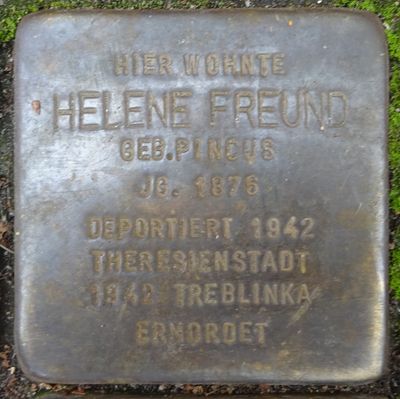 HIER WOHNTE
HELENE FREUND
GEB. PINCUS
JG. 1876
DEPORTIERT 1942
THERESIENSTADT
1942 TREBLINKA
ERMORDET